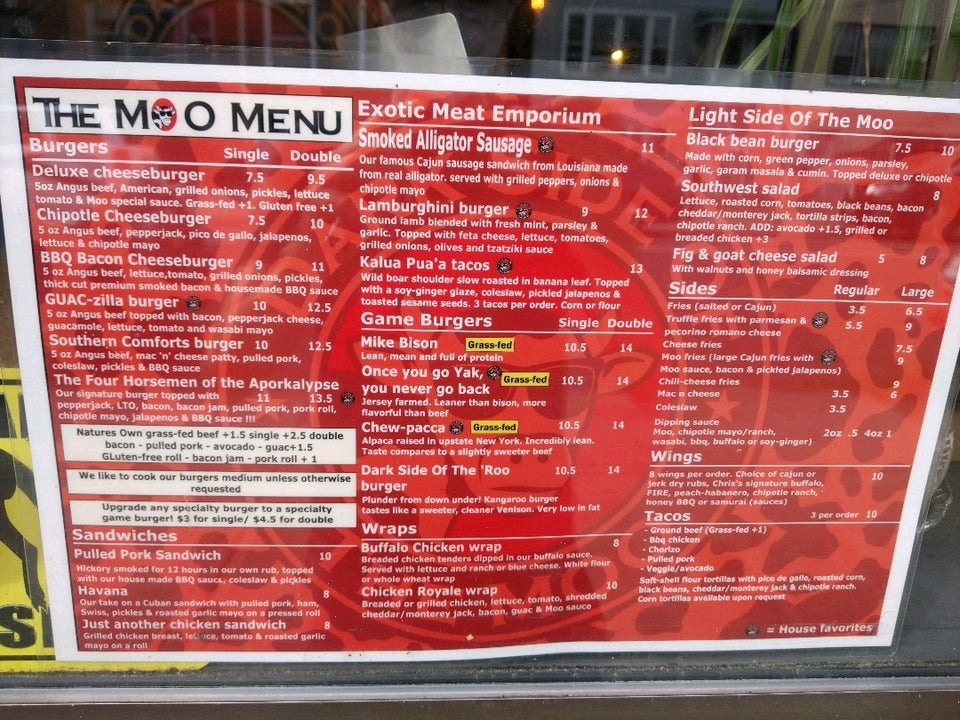 THE MOO MENU
Burgers
Single Double
Deluxe cheeseburger 7.5 9.5
5oz Angus beef, American, grilled onions, pickles, lettuce
tomato & Moo special sauce. Grass-fed +1. Gluten free +1
Chipotle Cheeseburger 7.5 10
5 oz Angus beef, pepperjack, pico de gallo, jalapenos,
lettuce & chipotle mayo
BBQ Bacon Cheeseburger 9 11
5 oz Angus beef, lettuce,tomato, grilled onions, pickles,
thick cut premium smoked bacon & housemade BBQ sauce
GUAC-zilla burger 10 12.5
5 oz Angus beef topped with bacon, pepperjack cheese,
guacamole, lettuce, tomato and wasabi mayo
Southern Comforts burger 10 12.5
5 oz Angus beef, mac 'n' cheese patty, pulled pork,
coleslaw, pickles & BBQ sauce
The Four Horsemen of the Aporkalypse
Our signature burger topped with 11 13.5
pepperjack, LTO, bacon, bacon jam, pulled pork, pork roll,
chipotle mayo, jalapenos & BBQ sauce !!!
Natures Own grass-fed beef +1.5 single +2.5 double
bacon - pulled pork - avocado - guac+1.5
GLuten-free roll - bacon jam - pork roll + 1
We like to cook our burgers medium unless otherwise
requested
Upgrade any specialty burger to a specialty
game burger! $3 for single/ $4.5 for double
Sandwiches
Pulled Pork Sandwich 10
Hickory smoked for 12 hours in our own rub, topped
with our house made BBQ sauce, coleslaw & pickles
Havana 8
Our take on a Cuban sandwich with pulled pork, ham,
Swiss, pickles & roasted garlic mayo on a pressed roll
Just another chicken sandwich 8
Grilled chicken breast, lettuce, tomato & roasted garlic
mayo on a roll
Exotic Meat Emporium
Smoked Alligator Sausage 11
Our famous Cajun sausage sandwich from Louisiana made
from real alligator. served with grilled peppers, onions &
chipotle mayo
Lamburghini burger 9 12
Ground lamb blended with fresh mint, parsley &
garlic. Topped with feta cheese, lettuce, tomatoes,
grilled onions, olives and tzatziki sauce
Kalua Pua'a tacos 13
Wild boar shoulder slow roasted in banana leaf. Topped
with a soy-ginger glaze, coleslaw, pickled jalapenos &
toasted sesame seeds. 3 tacos per order. Corn or flour
Game Burgers Single Double
Mike Bison Grass-fed 10.5 14
Lean, mean and full of protein
Once you go Yak, Grass-fed 10.5 14
you never go back
Jersey farmed. Leaner than bison, more
flavorful than beef
Chew-pacca Grass-fed 10.5 14
Alpaca raised in upstate New York. Incredibly lean.
Taste compares to a slightly sweeter beef
Dark Side Of The 'Roo 10.5 14
burger
Plunder from down under! Kangaroo burger
tastes like a sweeter, cleaner Venison. Very low in fat
Wraps
Buffalo Chicken wrap 8
Breaded chicken tenders dipped in our buffalo sauce.
Served with lettuce and ranch or blue cheese. White flour
or whole wheat wrap
Chicken Royale wrap 10
Breaded or grilled chicken, lettuce, tomato, shredded
cheddar/monterey jack, bacon, guac & Moo sauce
Light Side Of The Moo
Black bean burger 7.5 10
Made with corn, green pepper, onions, parsley,
garlic, garam masala & cumin. Topped deluxe or chipotle
Southwest salad 8
Lettuce, roasted corn, tomatoes, black beans, bacon
cheddar/monterey jack, tortilla strips, bacon,
chipotle ranch. ADD: avocado +1.5, grilled or
breaded chicken +3
Fig & goat cheese salad 5 8
With walnuts and honey balsamic dressing
Sides Regular Large
Fries (salted or Cajun) 3.5 6.5
Truffle fries with parmesan & 5.5 9
pecorino romano cheese
Cheese fries 7.5
Moo fries (large Cajun fries with 9
Moo sauce, bacon & pickled jalapenos)
Chili-cheese fries 9
Mac n cheese 3.5 6
Coleslaw 3.5
Dipping sauce
Moo, chipotle mayo/ranch, 2oz .5 4oz 1
wasabi, bbq, buffalo or soy-ginger)
Wings
8 wings per order. Choice of cajun or 10
jerk dry rubs, Chris's signature buffalo,
FIRE, peach-habanero, chipotle ranch,
honey BBQ or samurai (sauces)
Tacos 3 per order 10
- Ground beef (Grass-fed +1)
- Bbq chicken
- Chorizo
- Pulled pork
- Veggie/avocado
Soft-shell flour tortillas with pico de gallo, roasted corn,
black beans, cheddar/monterey jack & chipotle ranch.
Corn tortillas available upon request
= House favorites